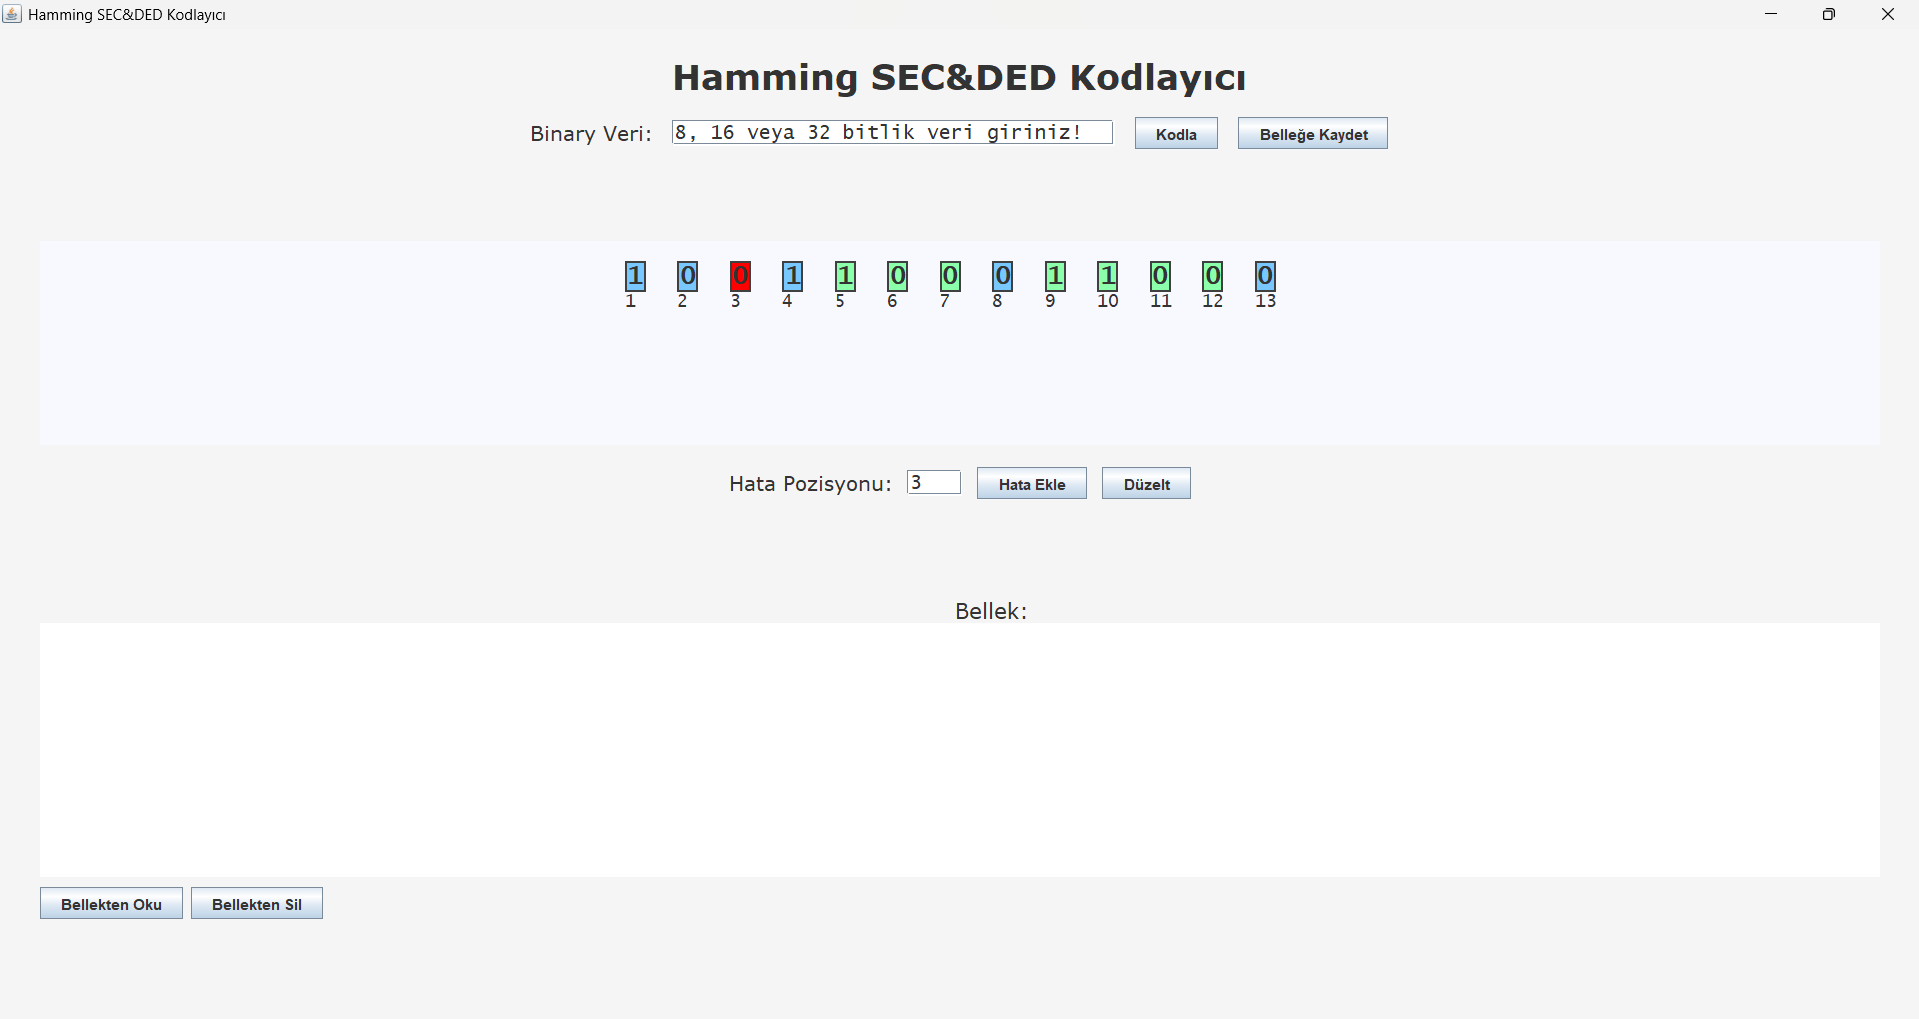 Hamming SEC&DED Kodlayıcı
Hamming SEC&DED Kodlayıcı
Binary Veri: 8, 16 veya 32 bitlik veri giriniz! Kodla Belleğe Kaydet
1 0 0 1 1 0 0 0 1 1 0 0 0
1 2 3 4 5 6 7 8 9 10 11 12 13
Hata Pozisyonu: 3 Hata Ekle Düzelt
Bellek:
Bellekten Oku Bellekten Sil